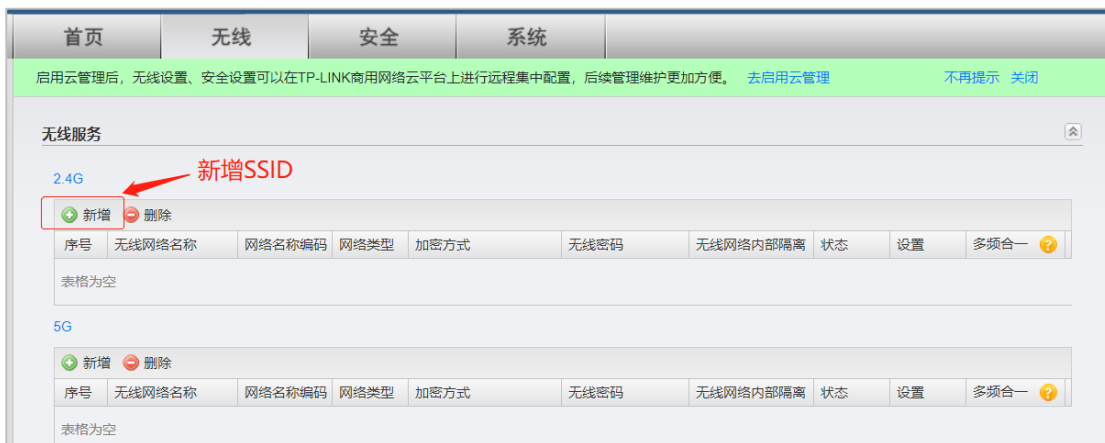 首页 无线 安全 系统
启用云管理后，无线设置、安全设置可以在TP-LINK商用网络云平台上进行远程集中配置，后续管理维护更加方便。 去启用云管理 不再提示 关闭
无线服务
新增SSID
2.4G
新增 删除
序号 无线网络名称 网络名称编码 网络类型 加密方式 无线密码 无线网络内部隔离 状态 设置 多频合一 ?
表格为空
5G
新增 删除
序号 无线网络名称 网络名称编码 网络类型 加密方式 无线密码 无线网络内部隔离 状态 设置 多频合一 ?
表格为空